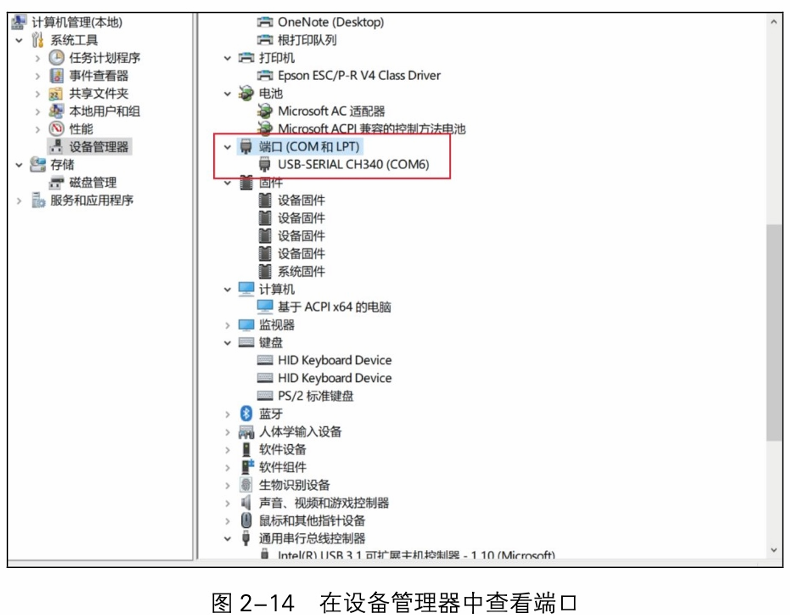 计算机管理(本地)
系统工具
任务计划程序
事件查看器
共享文件夹
本地用户和组
性能
设备管理器
存储
磁盘管理
服务和应用程序
OneNote (Desktop)
根打印队列
打印机
Epson ESC/P-R V4 Class Driver
电池
Microsoft AC 适配器
Microsoft ACPI 兼容的控制方法电池
端口 (COM 和 LPT)
USB-SERIAL CH340 (COM6)
固件
设备固件
设备固件
设备固件
设备固件
系统固件
计算机
基于 ACPI x64 的电脑
监视器
键盘
HID Keyboard Device
HID Keyboard Device
PS/2 标准键盘
蓝牙
人体学输入设备
软件设备
软件组件
生物识别设备
声音、视频和游戏控制器
鼠标和其他指针设备
通用串行总线控制器
Intel(R) USB 3.1 可扩展主机控制器 - 1.10 (Microsoft)
图 2-14 在设备管理器中查看端口